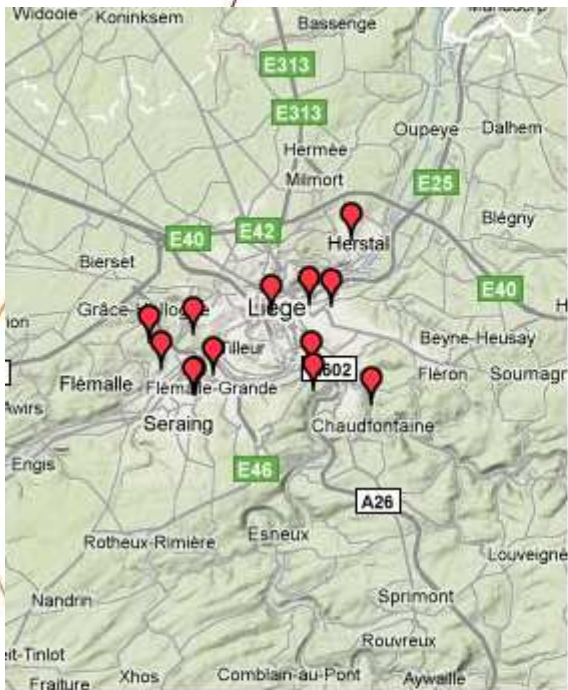 Widooie
Koninksem
Bassenge
E313
E313
Oupeye
Dalhem
Hermée
Milmort
E25
Blégny
E42
E40
Herstal
Bierset
E40
Liège
Beyne-Heusay
Tilleur
Fléron
Soumagn
Flémalle
Flémalle-Grande
Awirs
Seraing
Chaudfontaine
Engis
E46
A26
Esneux
Rotheux-Rimière
Louveigné
Nandrin
Sprimont
Rouvreux
eit-Tinlot
Xhos
Comblain-au-Pont
Aywaille
Fraiture